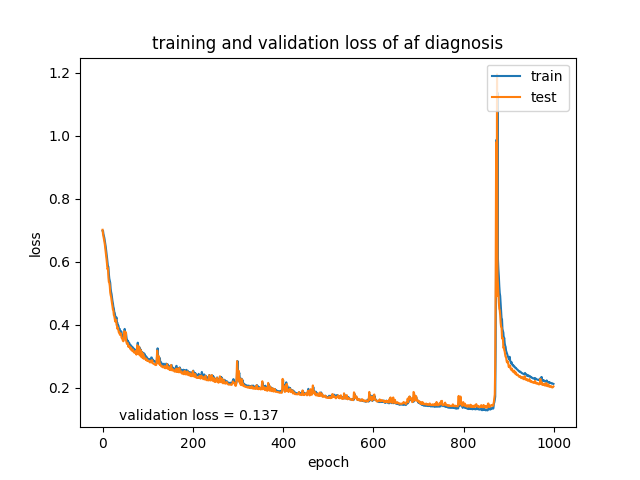 training and validation loss of af diagnosis
1.2
1.0
0.8
0.6
0.4
0.2
loss
train
test
validation loss = 0.137
0
200
400
600
800
1000
epoch